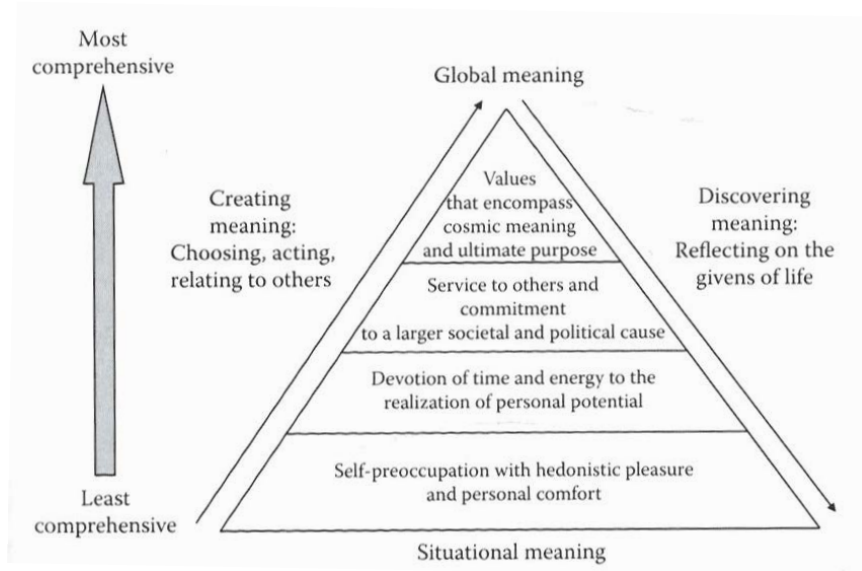 Most
comprehensive
Global meaning
Creating
meaning:
Choosing, acting,
relating to others
Values
that encompass
cosmic meaning
and ultimate purpose
Discovering
meaning:
Reflecting on the
givens of life
Service to others and
commitment
to a larger societal and political cause
Devotion of time and energy to the
realization of personal potential
Self-preoccupation with hedonistic pleasure
and personal comfort
Least
comprehensive
Situational meaning